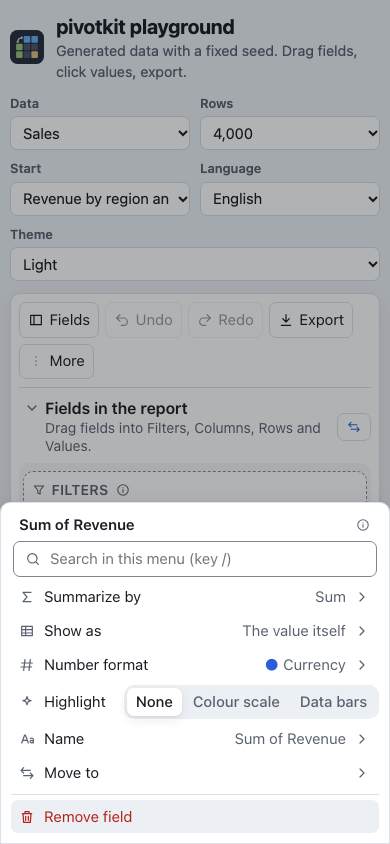 pivotkit playground
Generated data with a fixed seed. Drag fields,
click values, export.
Data
Rows
Sales
4,000
Start
Language
Revenue by region an
English
Theme
Light
Fields
Undo
Redo
Export
More
Fields in the report
Drag fields into Filters, Columns, Rows and
Values.
FILTERS
Sum of Revenue
Search in this menu (key /)
Summarize by Sum
Show as The value itself
Number format Currency
Highlight None Colour scale Data bars
Aa Name Sum of Revenue
Move to
Remove field